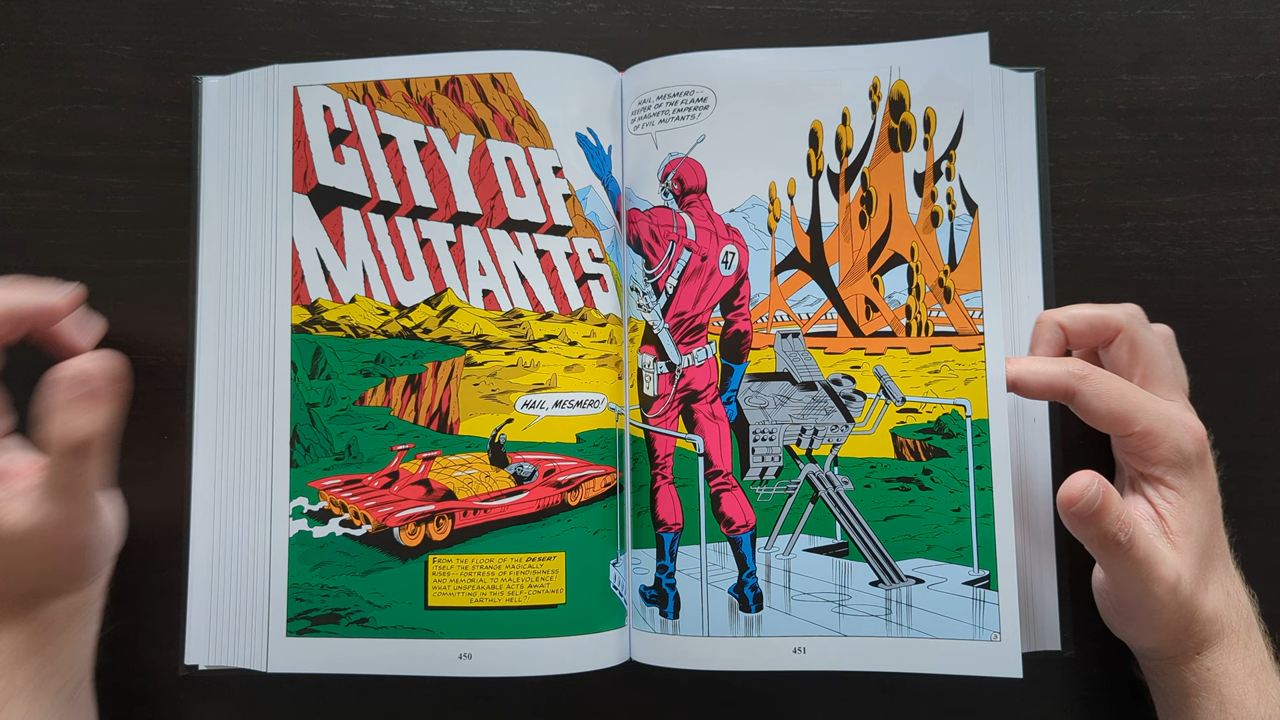 CITY OF
MUTANTS
HAIL, MESMERO!
FROM THE FLOOR OF THE DESERT
ITSELF THE STRANGE MAGICALLY
RISES -- FORTRESS OF FIENDISHNESS
AND MEMORIAL TO MALEVOLENCE!
WHAT UNSPEAKABLE ACTS AWAIT
COMMITTING IN THIS SELF-CONTAINED
EARTHLY HELL?!
450
HAIL, MESMERO--
KEEPER OF THE FLAME
OF MAGNETO, EMPEROR
OF EVIL MUTANTS!
47
3
451